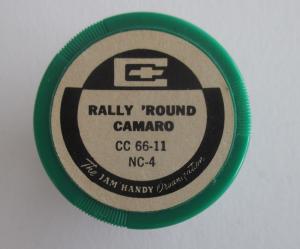 RALLY 'ROUND
CAMARO
CC 66-11
NC-4
The JAM HANDY Organization